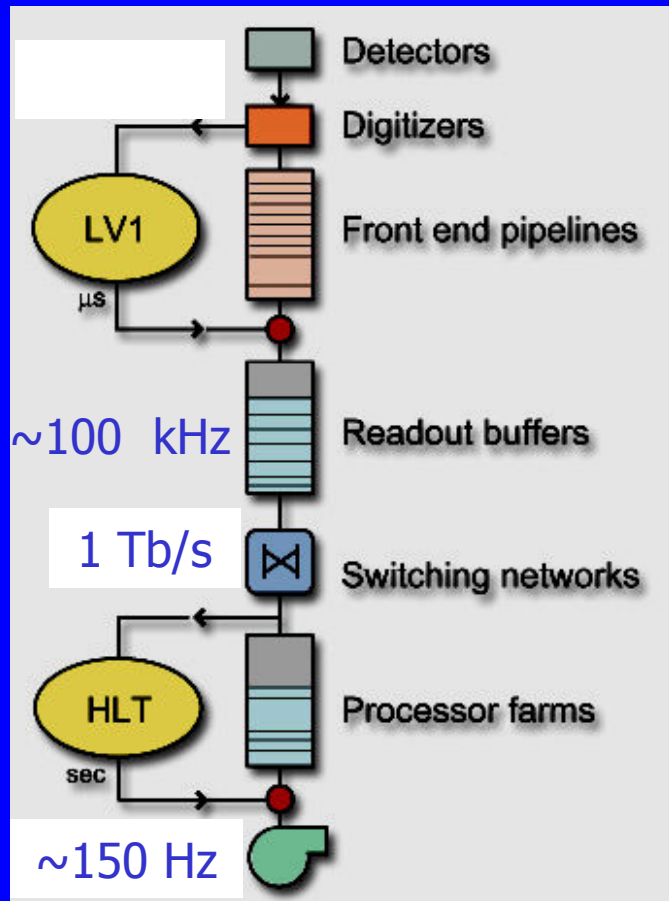 Detectors
Digitizers
LV1
Front end pipelines
μs
~100 kHz
Readout buffers
1 Tb/s
Switching networks
HLT
Processor farms
sec
~150 Hz